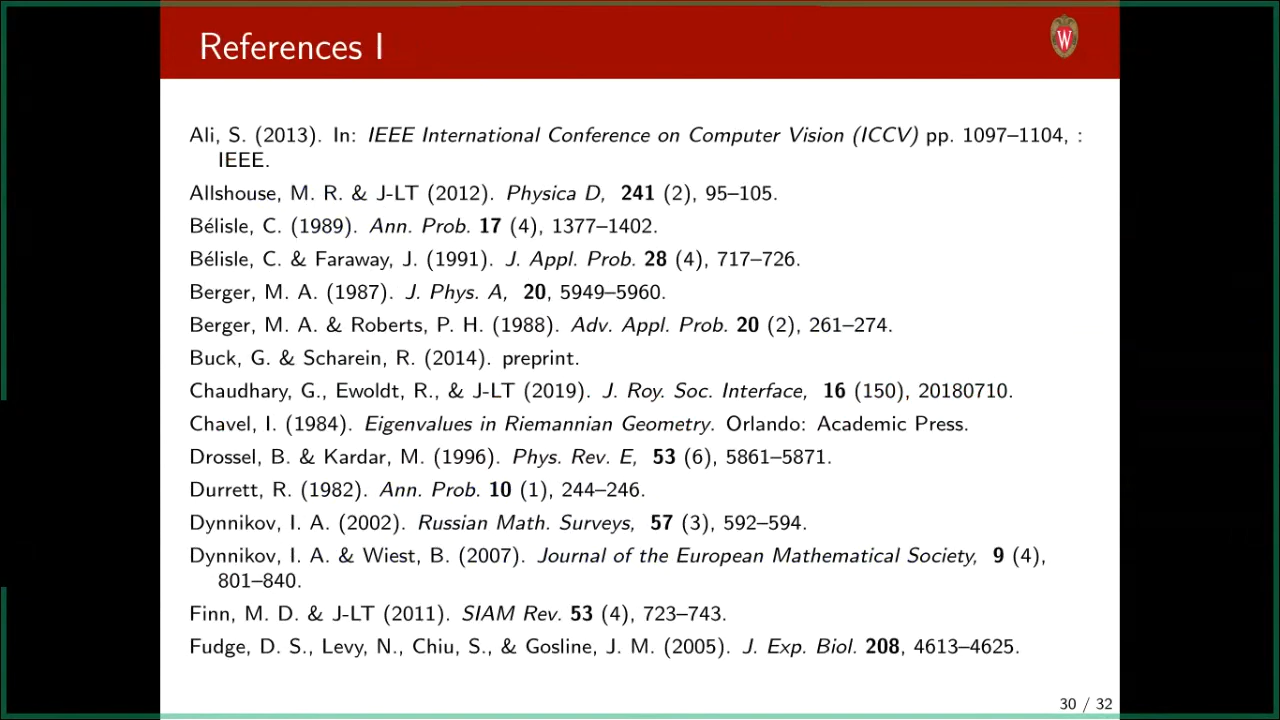 References I
W
Ali, S. (2013). In: IEEE International Conference on Computer Vision (ICCV) pp. 1097–1104, :
IEEE.
Allshouse, M. R. & J-LT (2012). Physica D, 241 (2), 95–105.
Bélisle, C. (1989). Ann. Prob. 17 (4), 1377–1402.
Bélisle, C. & Faraway, J. (1991). J. Appl. Prob. 28 (4), 717–726.
Berger, M. A. (1987). J. Phys. A, 20, 5949–5960.
Berger, M. A. & Roberts, P. H. (1988). Adv. Appl. Prob. 20 (2), 261–274.
Buck, G. & Scharein, R. (2014). preprint.
Chaudhary, G., Ewoldt, R., & J-LT (2019). J. Roy. Soc. Interface, 16 (150), 20180710.
Chavel, I. (1984). Eigenvalues in Riemannian Geometry. Orlando: Academic Press.
Drossel, B. & Kardar, M. (1996). Phys. Rev. E, 53 (6), 5861–5871.
Durrett, R. (1982). Ann. Prob. 10 (1), 244–246.
Dynnikov, I. A. (2002). Russian Math. Surveys, 57 (3), 592–594.
Dynnikov, I. A. & Wiest, B. (2007). Journal of the European Mathematical Society, 9 (4),
801–840.
Finn, M. D. & J-LT (2011). SIAM Rev. 53 (4), 723–743.
Fudge, D. S., Levy, N., Chiu, S., & Gosline, J. M. (2005). J. Exp. Biol. 208, 4613–4625.
30 / 32